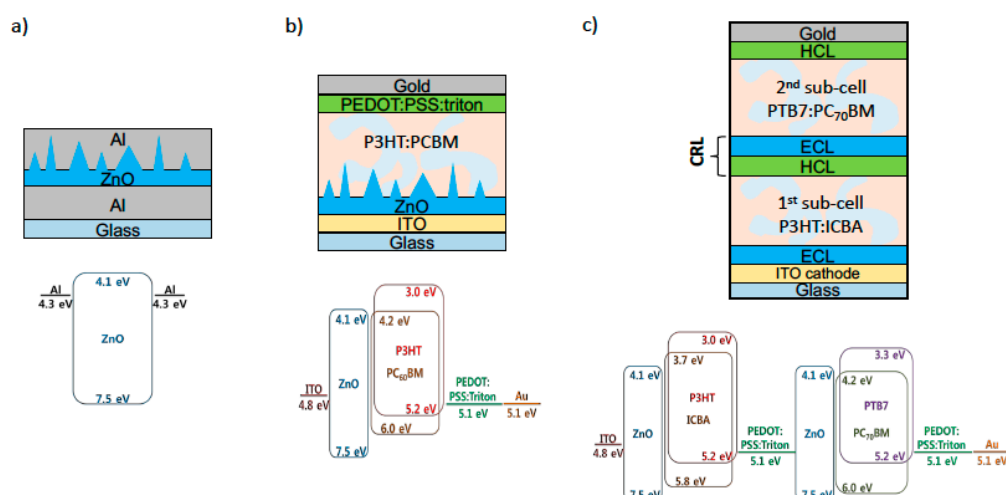 a)
Al
ZnO
Al
Glass
4.1 eV
Al
4.3 eV
Al
4.3 eV
ZnO
7.5 eV
b)
Gold
PEDOT:PSS:triton
P3HT:PCBM
ZnO
ITO
Glass
3.0 eV
4.1 eV
4.2 eV
P3HT
ZnO
PC60BM
ITO
4.8 eV
PEDOT:
PSS:Triton
5.1 eV
Au
5.1 eV
5.2 eV
6.0 eV
7.5 eV
c)
Gold
HCL
2nd sub-cell
PTB7:PC70BM
CRL
ECL
HCL
1st sub-cell
P3HT:ICBA
ECL
ITO cathode
Glass
3.0 eV
3.7 eV
4.1 eV
P3HT
ICBA
ZnO
ITO
4.8 eV
5.2 eV
5.8 eV
7.5 eV
PEDOT:
PSS:Triton
5.1 eV
3.3 eV
4.1 eV
4.2 eV
PTB7
ZnO
PC70BM
5.2 eV
6.0 eV
7.5 eV
PEDOT:
PSS:Triton
5.1 eV
Au
5.1 eV